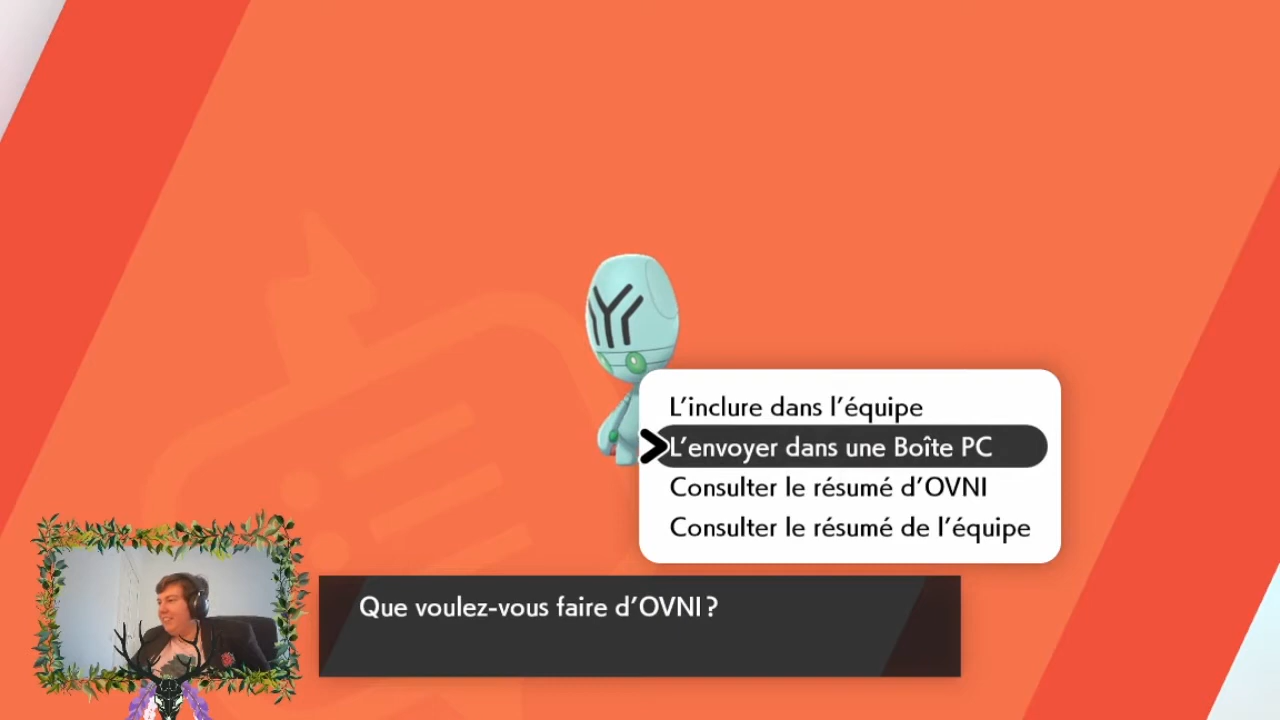 L'inclure dans l'équipe
L'envoyer dans une Boîte PC
Consulter le résumé d'OVNI
Consulter le résumé de l'équipe
Que voulez-vous faire d'OVNI ?